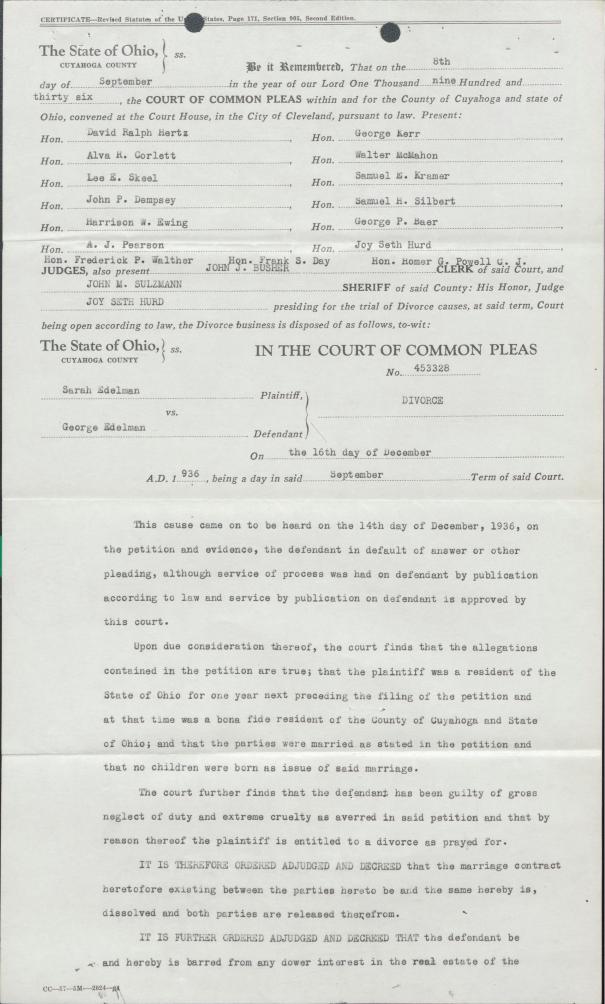 CERTIFICATE—Revised Statutes of the States, Page 171, Section 905, Second Edition.
The State of Ohio, } ss.
CUYAHOGA COUNTY
Be it Remembered, That on the 8th
day of September in the year of our Lord One Thousand nine Hundred and
thirty six, the COURT OF COMMON PLEAS within and for the County of Cuyahoga and state of
Ohio, convened at the Court House, in the City of Cleveland, pursuant to law. Present:
Hon. David Ralph Hertz, Hon. George Kerr,
Hon. Alva R. Corlett, Hon. Walter McMahon,
Hon. Lee E. Skeel, Hon. Samuel E. Kramer,
Hon. John P. Dempsey, Hon. Samuel H. Silbert,
Hon. Harrison W. Ewing, Hon. George P. Baer,
Hon. A. J. Pearson, Hon. Joy Seth Hurd,
Hon. Frederick P. Walther Hon. Frank S. Day Hon. Homer G. Powell C. J.
JUDGES, also present JOHN J. BUSHER CLERK of said Court, and
JOHN M. SULZMANN SHERIFF of said County: His Honor, Judge
JOY SETH HURD presiding for the trial of Divorce causes, at said term, Court
being open according to law, the Divorce business is disposed of as follows, to-wit:
The State of Ohio, } ss.
CUYAHOGA COUNTY
IN THE COURT OF COMMON PLEAS
No. 453328
Sarah Edelman Plaintiff,
vs.
DIVORCE
George Edelman Defendant
On the 16th day of December
A.D. 1936, being a day in said September Term of said Court.
This cause came on to be heard on the 14th day of December, 1936, on
the petition and evidence, the defendant in default of answer or other
pleading, although service of process was had on defendant by publication
according to law and service by publication on defendant is approved by
this court.
Upon due consideration thereof, the court finds that the allegations
contained in the petition are true; that the plaintiff was a resident of the
State of Ohio for one year next preceding the filing of the petition and
at that time was a bona fide resident of the County of Cuyahoga and State
of Ohio; and that the parties were married as stated in the petition and
that no children were born as issue of said marriage.
The court further finds that the defendant has been guilty of gross
neglect of duty and extreme cruelty as averred in said petition and that by
reason thereof the plaintiff is entitled to a divorce as prayed for.
IT IS THEREFORE ORDERED ADJUDGED AND DECREED that the marriage contract
heretofore existing between the parties hereto be and the same hereby is,
dissolved and both parties are released therefrom.
IT IS FURTHER ORDERED ADJUDGED AND DECREED THAT the defendant be
and hereby is barred from any dower interest in the real estate of the